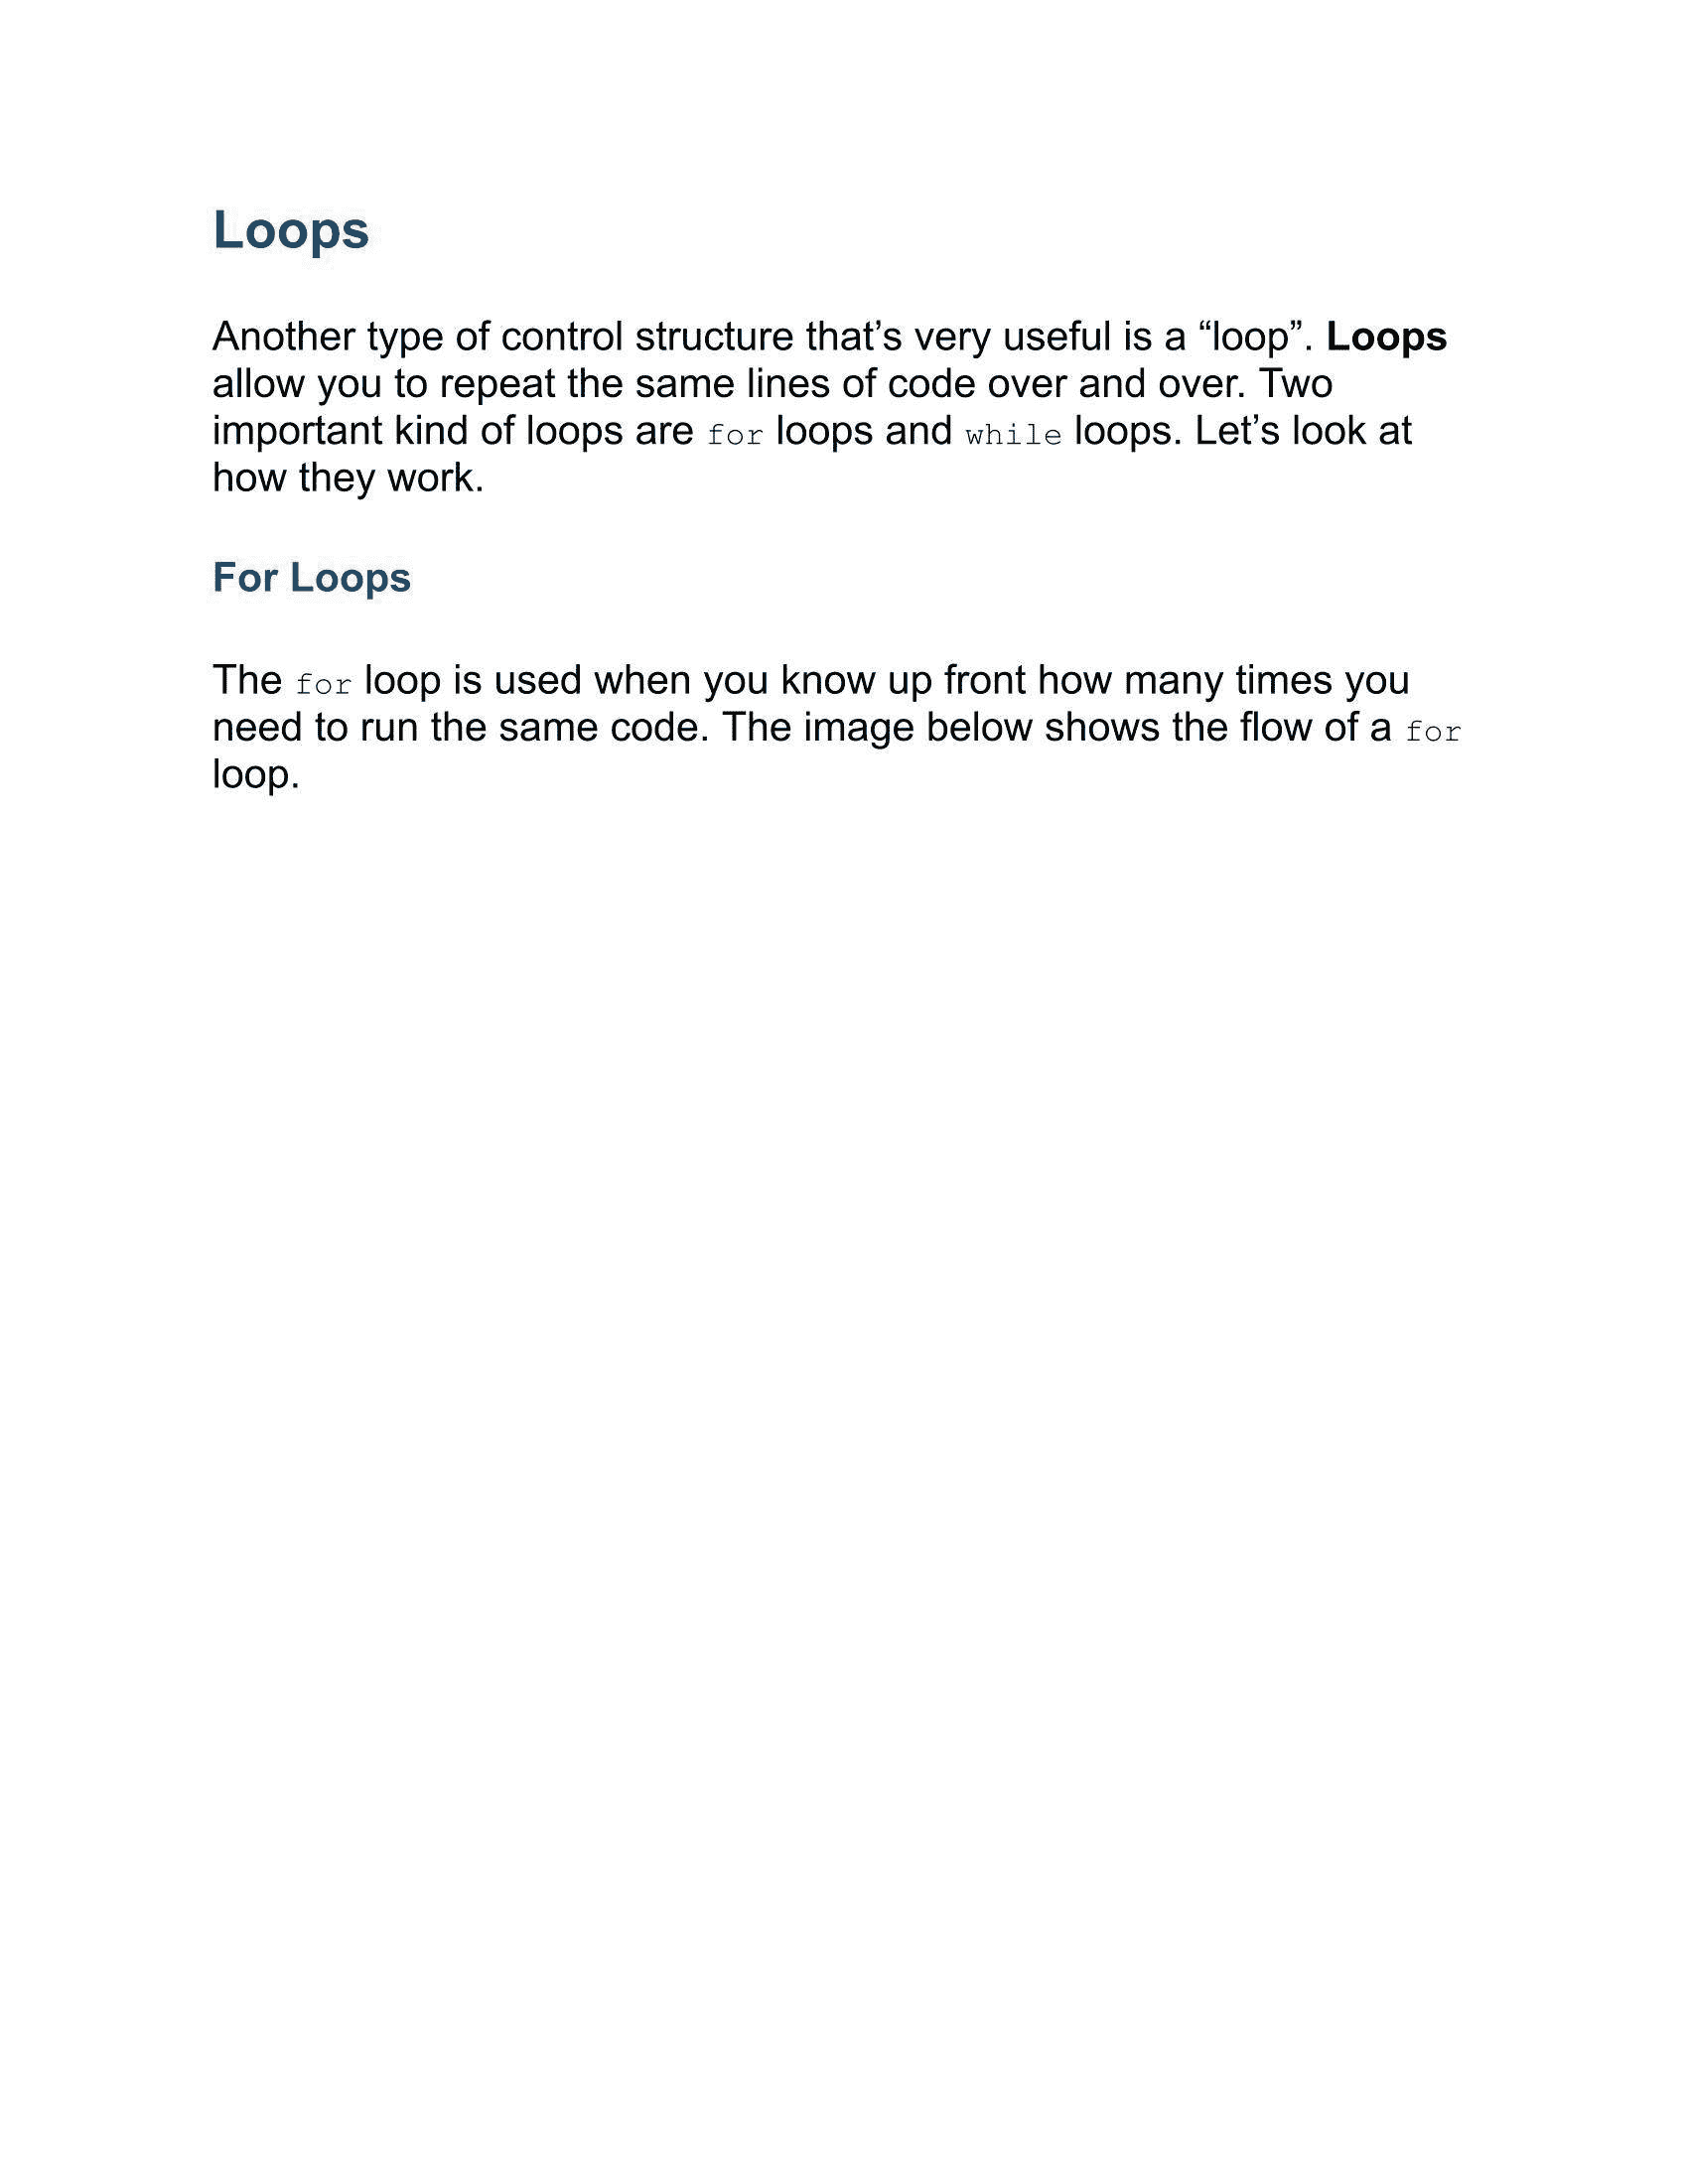 Loops
Another type of control structure that’s very useful is a “loop”. Loops
allow you to repeat the same lines of code over and over. Two
important kind of loops are for loops and while loops. Let’s look at
how they work.
For Loops
The for loop is used when you know up front how many times you
need to run the same code. The image below shows the flow of a for
loop.